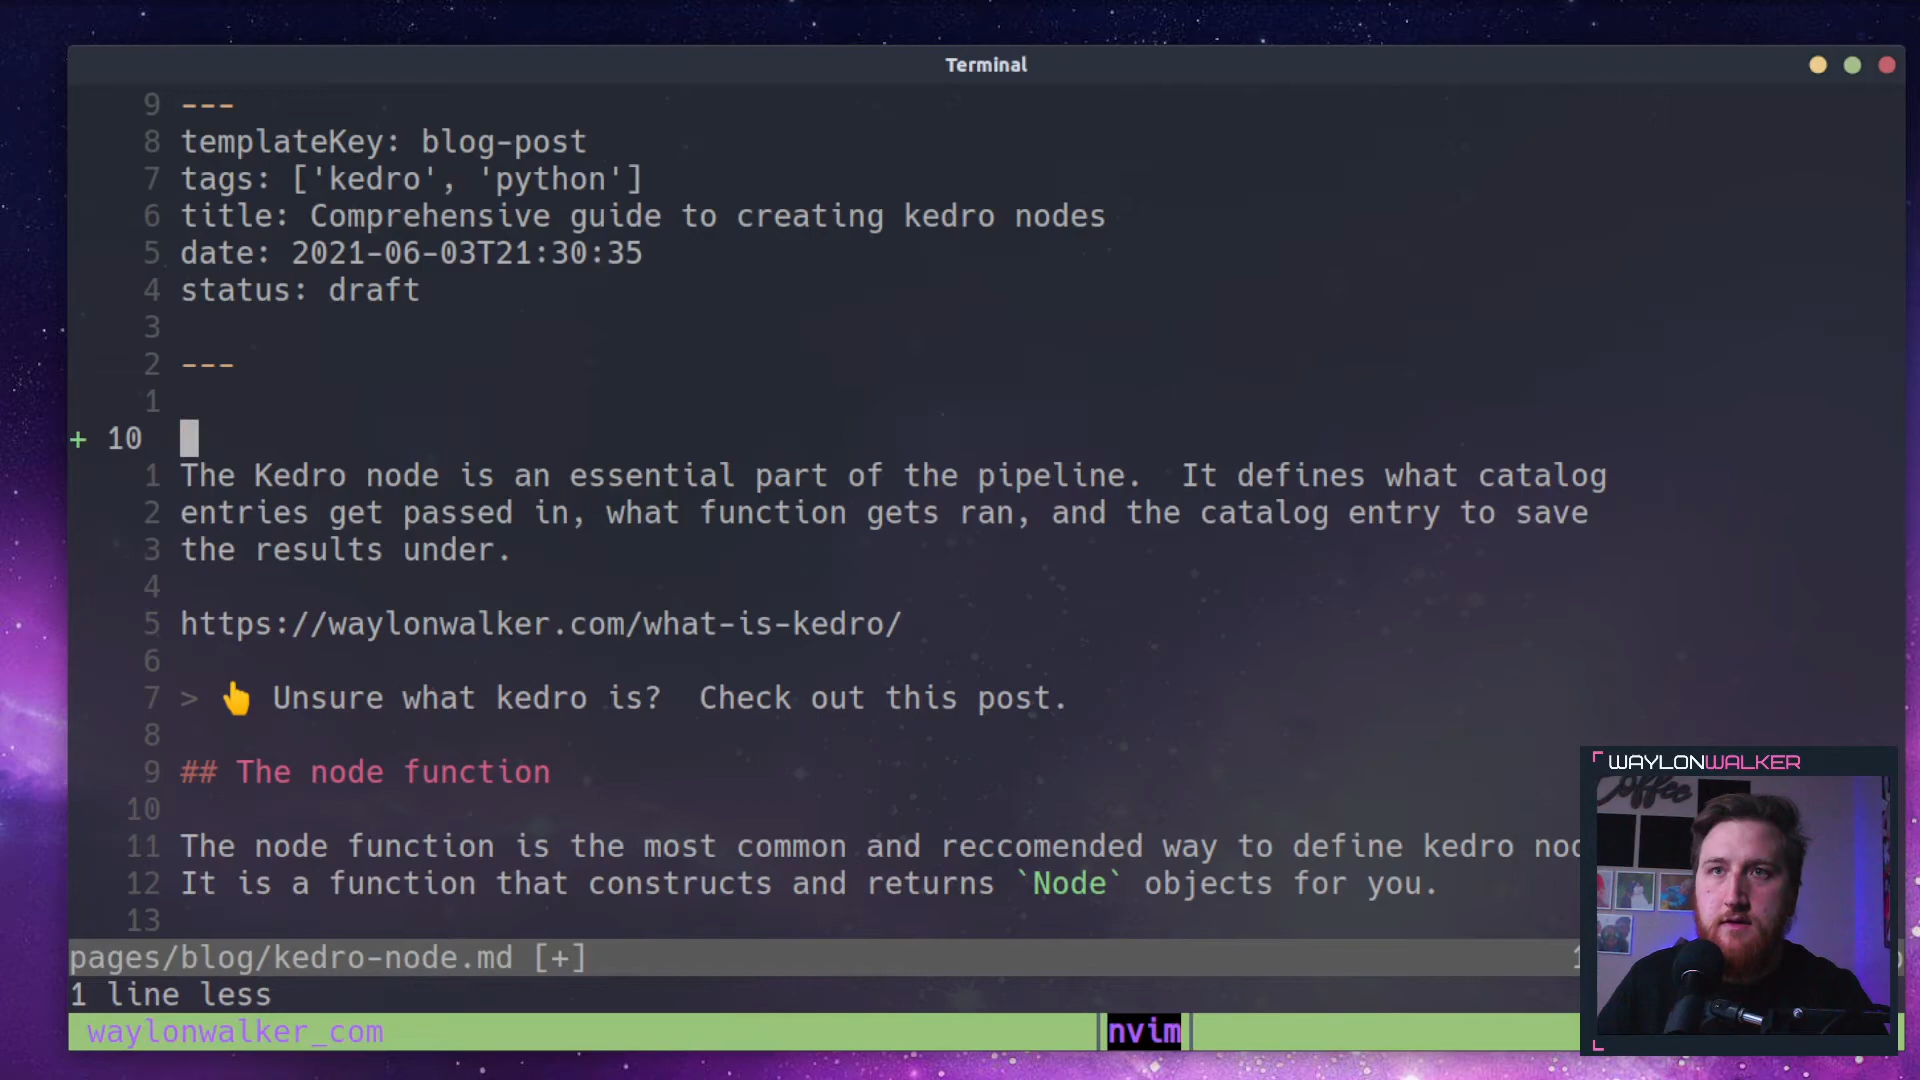 Terminal
9 ---
8 templateKey: blog-post
7 tags: ['kedro', 'python']
6 title: Comprehensive guide to creating kedro nodes
5 date: 2021-06-03T21:30:35
4 status: draft
3
2 ---
1
+ 10
1 The Kedro node is an essential part of the pipeline.  It defines what catalog
2 entries get passed in, what function gets ran, and the catalog entry to save
3 the results under.
4
5 https://waylonwalker.com/what-is-kedro/
6
7 > 👆 Unsure what kedro is?  Check out this post.
8
9 ## The node function
10
11 The node function is the most common and reccomended way to define kedro
12 It is a function that constructs and returns `Node` objects for you.
13
pages/blog/kedro-node.md [+]
1 line less
waylonwalker_com nvim
WAYLONWALKER
Coffee